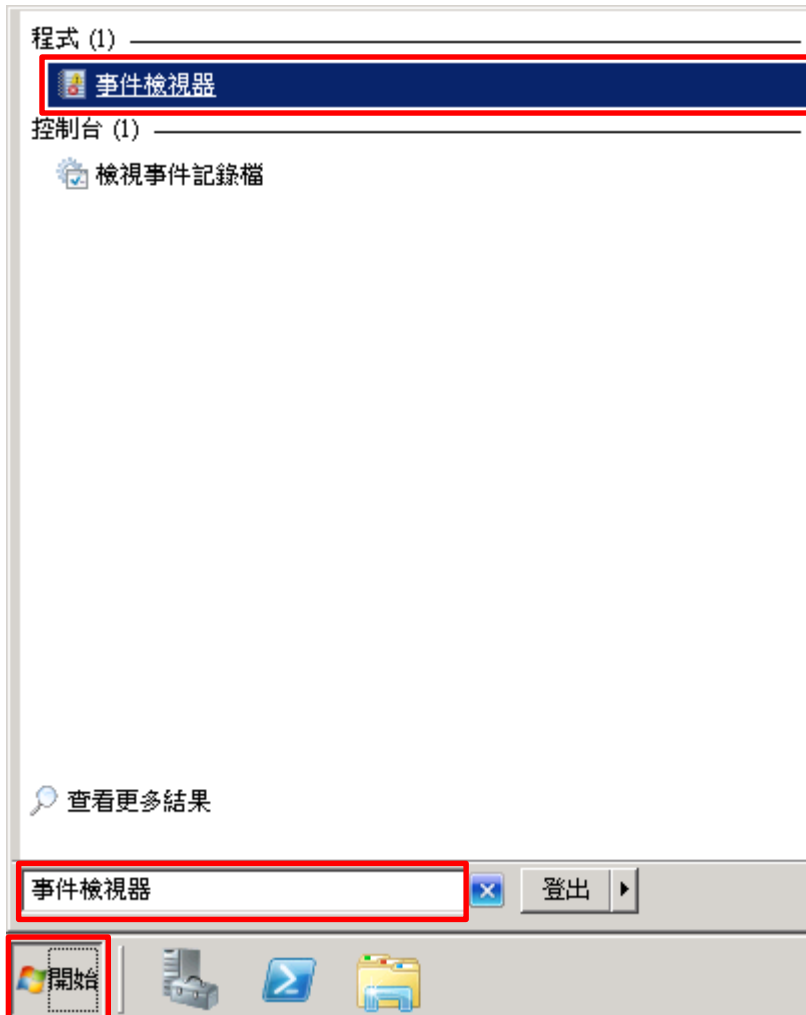 程式 (1)
事件檢視器
控制台 (1)
檢視事件記錄檔
查看更多結果
事件檢視器
登出
開始